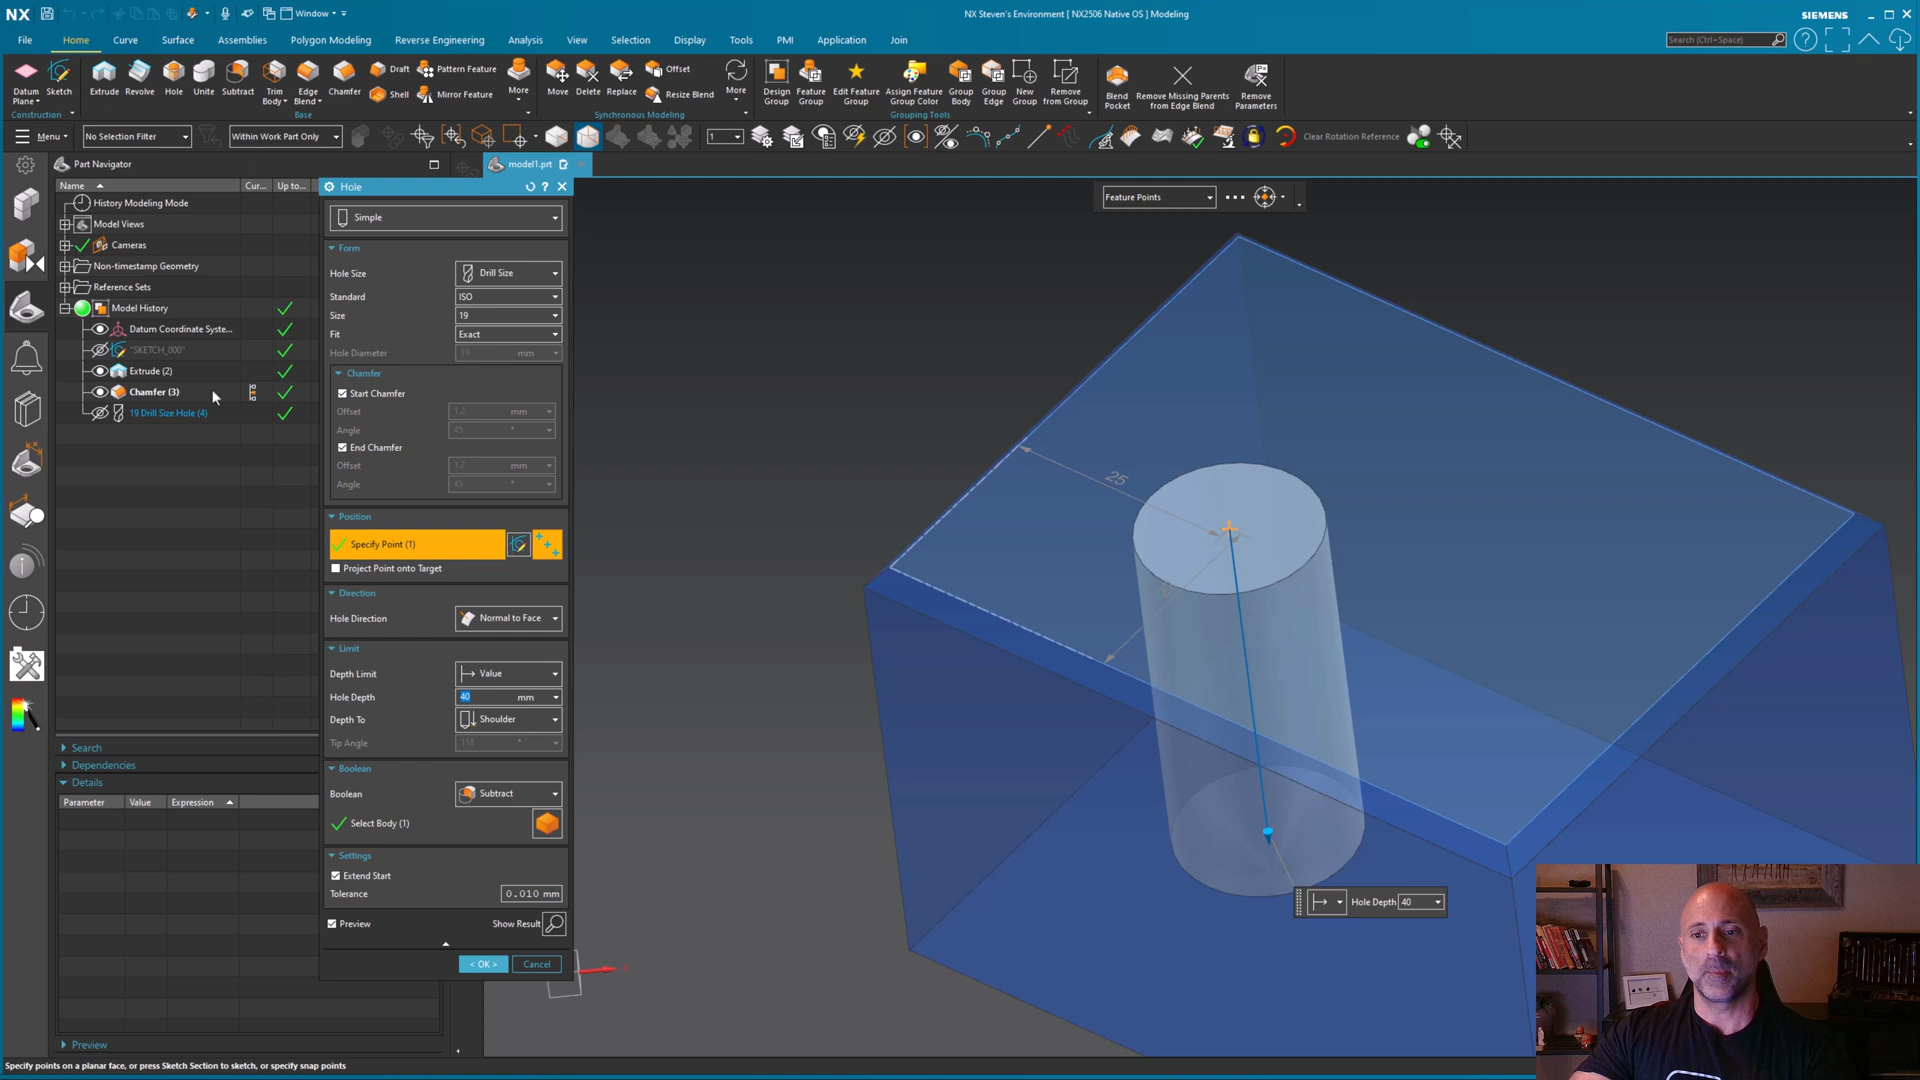 NX
Window
NX Steven's Environment [ NX2506 Native OS ] Modeling
SIEMENS
File
Home
Curve
Surface
Assemblies
Polygon Modeling
Reverse Engineering
Analysis
View
Selection
Display
Tools
PMI
Application
Join
Search (Ctrl+Space)
Datum Plane
Sketch
Extrude
Revolve
Hole
Unite
Subtract
Trim Body
Edge Blend
Chamfer
Draft
Shell
Pattern Feature
Mirror Feature
More
Move
Delete
Replace
Offset
Resize Blend
More
Design Group
Feature Group
Edit Feature Group
Assign Feature Group Color
Group Body
Group Edge
New Group
Remove from Group
Blend Pocket
Remove Missing Parents from Edge Blend
Remove Parameters
Construction
Base
Synchronous Modeling
Grouping Tools
Menu
No Selection Filter
Within Work Part Only
1
Clear Rotation Reference
Part Navigator
model1.prt
Name
Cur...
Up to...
History Modeling Mode
Model Views
Cameras
Non-timestamp Geometry
Reference Sets
Model History
Datum Coordinate Syste...
"SKETCH_000"
Extrude (2)
Chamfer (3)
19 Drill Size Hole (4)
Search
Dependencies
Details
Parameter
Value
Expression
Preview
Hole
Simple
Form
Hole Size
Drill Size
Standard
ISO
Size
19
Fit
Exact
Hole Diameter
19
mm
Chamfer
Start Chamfer
Offset
1.2
mm
Angle
45
°
End Chamfer
Offset
1.2
mm
Angle
45
°
Position
Specify Point (1)
Project Point onto Target
Direction
Hole Direction
Normal to Face
Limit
Depth Limit
Value
Hole Depth
40
mm
Depth To
Shoulder
Tip Angle
118
°
Boolean
Boolean
Subtract
Select Body (1)
Settings
Extend Start
Tolerance
0.010 mm
Preview
Show Result
< OK >
Cancel
Feature Points
25
Hole Depth
40
Specify points on a planar face, or press Sketch Section to sketch, or specify snap points